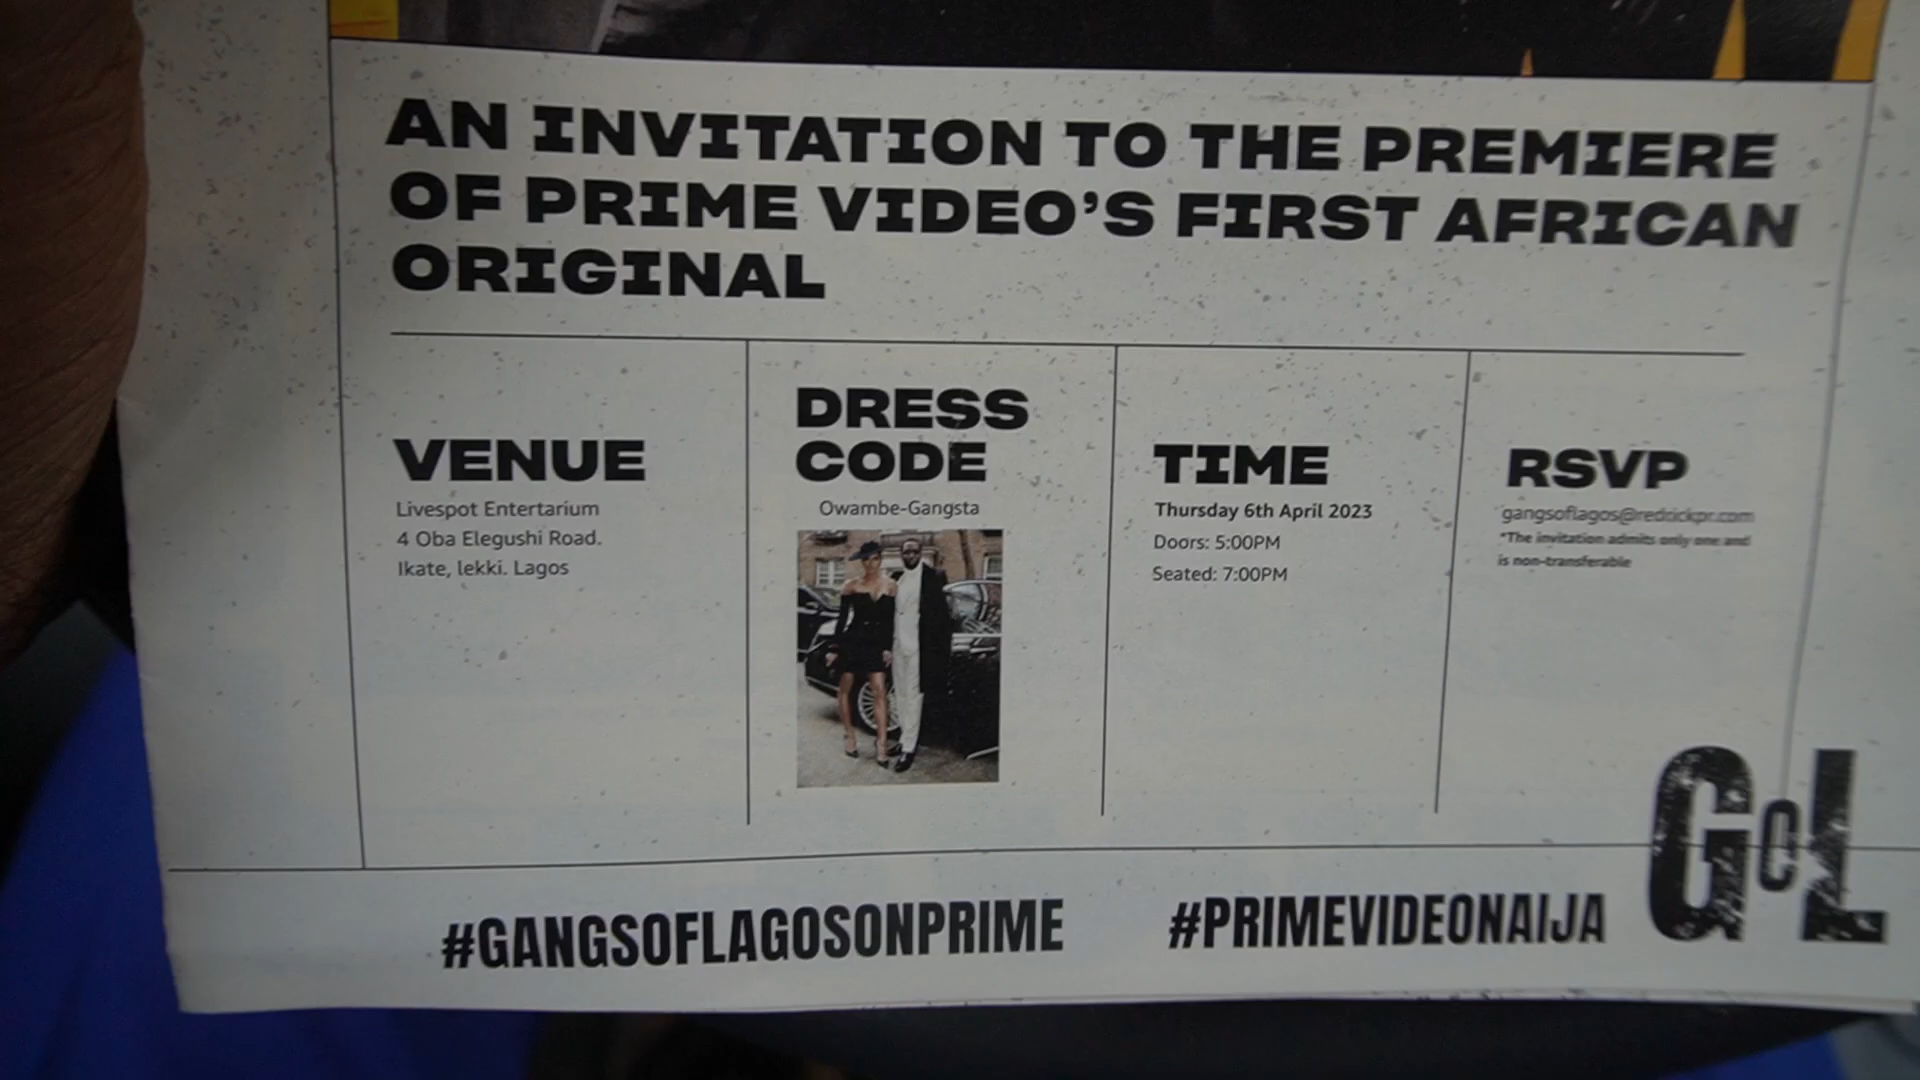 AN INVITATION TO THE PREMIERE
OF PRIME VIDEO'S FIRST AFRICAN
ORIGINAL
VENUE
Livespot Entertarium
4 Oba Elegushi Road.
Ikate, lekki. Lagos
DRESS
CODE
Owambe-Gangsta
TIME
Thursday 6th April 2023
Doors: 5:00PM
Seated: 7:00PM
RSVP
gangsoflagos@redrickpr.com
*The invitation admits only one and
is non-transferable
#GANGSOFLAGOSONPRIME
#PRIMEVIDEONAIJA
GOL